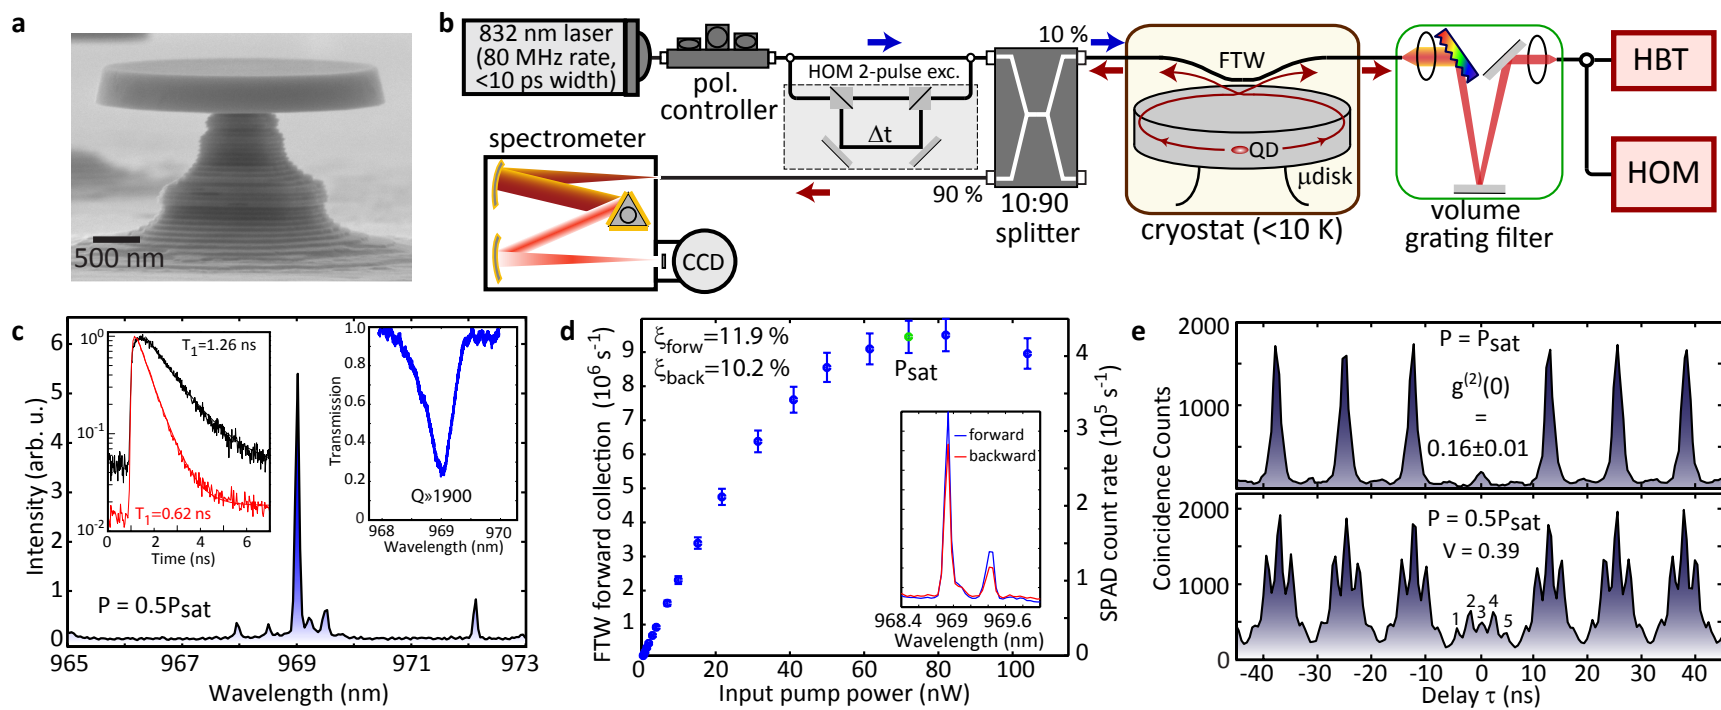 a
500 nm
b
832 nm laser
(80 MHz rate,
<10 ps width)
pol.
controller
HOM 2-pulse exc.
Δt
10 %
90 %
10:90
splitter
FTW
QD
μdisk
cryostat (<10 K)
volume
grating filter
HBT
HOM
spectrometer
CCD
c
Intensity (arb. u.)
6
5
4
3
2
1
0
965
967
969
971
973
Wavelength (nm)
P = 0.5Psat
10⁰
10⁻¹
10⁻²
T₁=1.26 ns
T₁=0.62 ns
0
2
4
6
Time (ns)
Transmission
1.0
0.8
0.6
0.4
0.2
0
Q»1900
968
969
970
Wavelength (nm)
d
FTW forward collection (10⁶ s⁻¹)
9
8
7
6
5
4
3
2
1
0
ξforw=11.9 %
ξback=10.2 %
Psat
forward
backward
968.4
969
969.6
Wavelength (nm)
0
20
40
60
80
100
Input pump power (nW)
SPAD count rate (10⁵ s⁻¹)
4
3
2
1
0
e
Coincidence Counts
2000
1000
0
P = Psat
g⁽²⁾(0)
=
0.16±0.01
2000
1000
0
P = 0.5Psat
V = 0.39
1
2
3
4
5
-40
-30
-20
-10
0
10
20
30
40
Delay τ (ns)